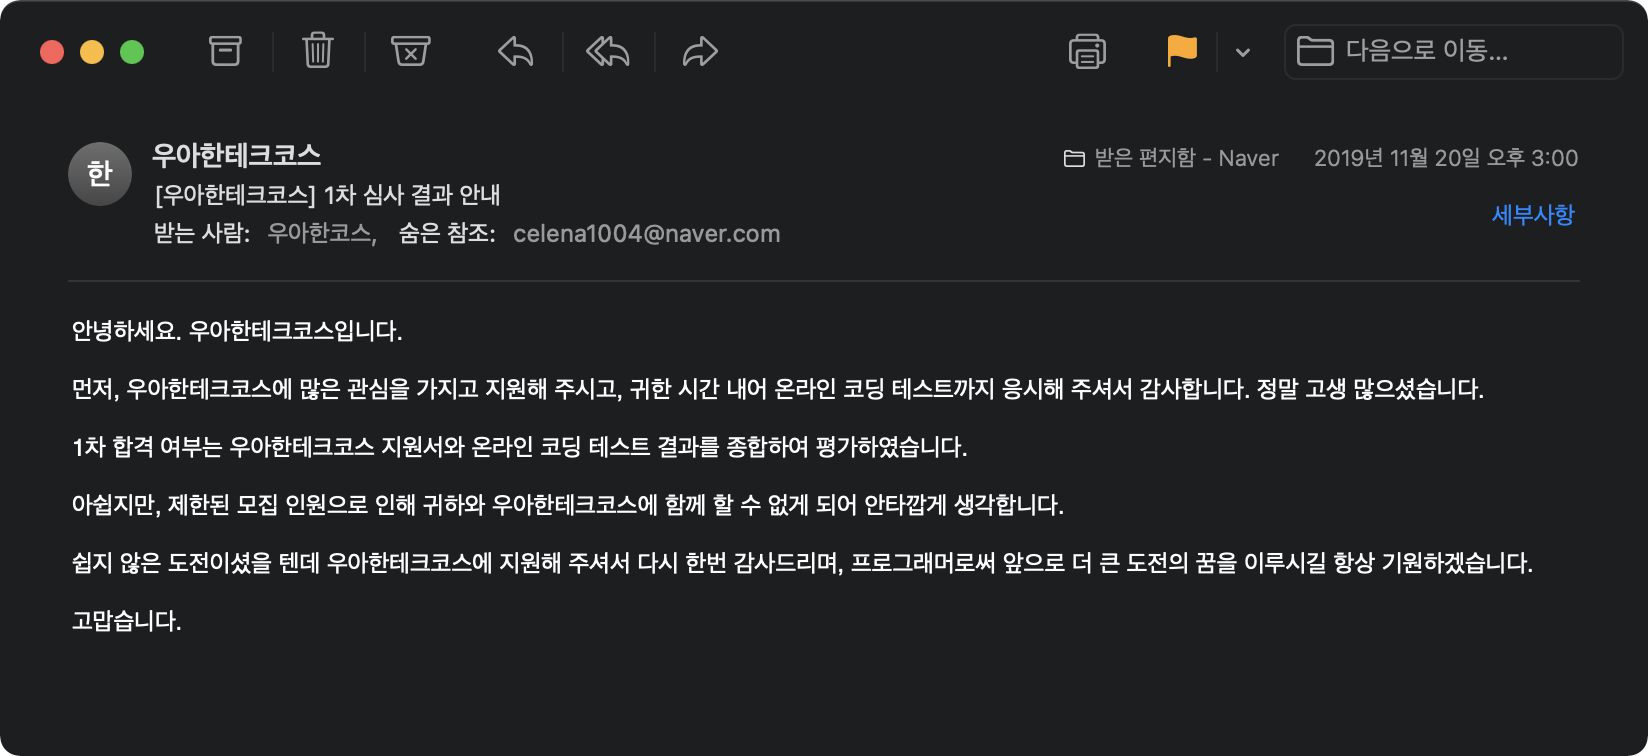 다음으로 이동...
한
우아한테크코스
받은 편지함 - Naver 2019년 11월 20일 오후 3:00
[우아한테크코스] 1차 심사 결과 안내
세부사항
받는 사람: 우아한코스, 숨은 참조: celena1004@naver.com
안녕하세요. 우아한테크코스입니다.
먼저, 우아한테크코스에 많은 관심을 가지고 지원해 주시고, 귀한 시간 내어 온라인 코딩 테스트까지 응시해 주셔서 감사합니다. 정말 고생 많으셨습니다.
1차 합격 여부는 우아한테크코스 지원서와 온라인 코딩 테스트 결과를 종합하여 평가하였습니다.
아쉽지만, 제한된 모집 인원으로 인해 귀하와 우아한테크코스에 함께 할 수 없게 되어 안타깝게 생각합니다.
쉽지 않은 도전이셨을 텐데 우아한테크코스에 지원해 주셔서 다시 한번 감사드리며, 프로그래머로써 앞으로 더 큰 도전의 꿈을 이루시길 항상 기원하겠습니다.
고맙습니다.